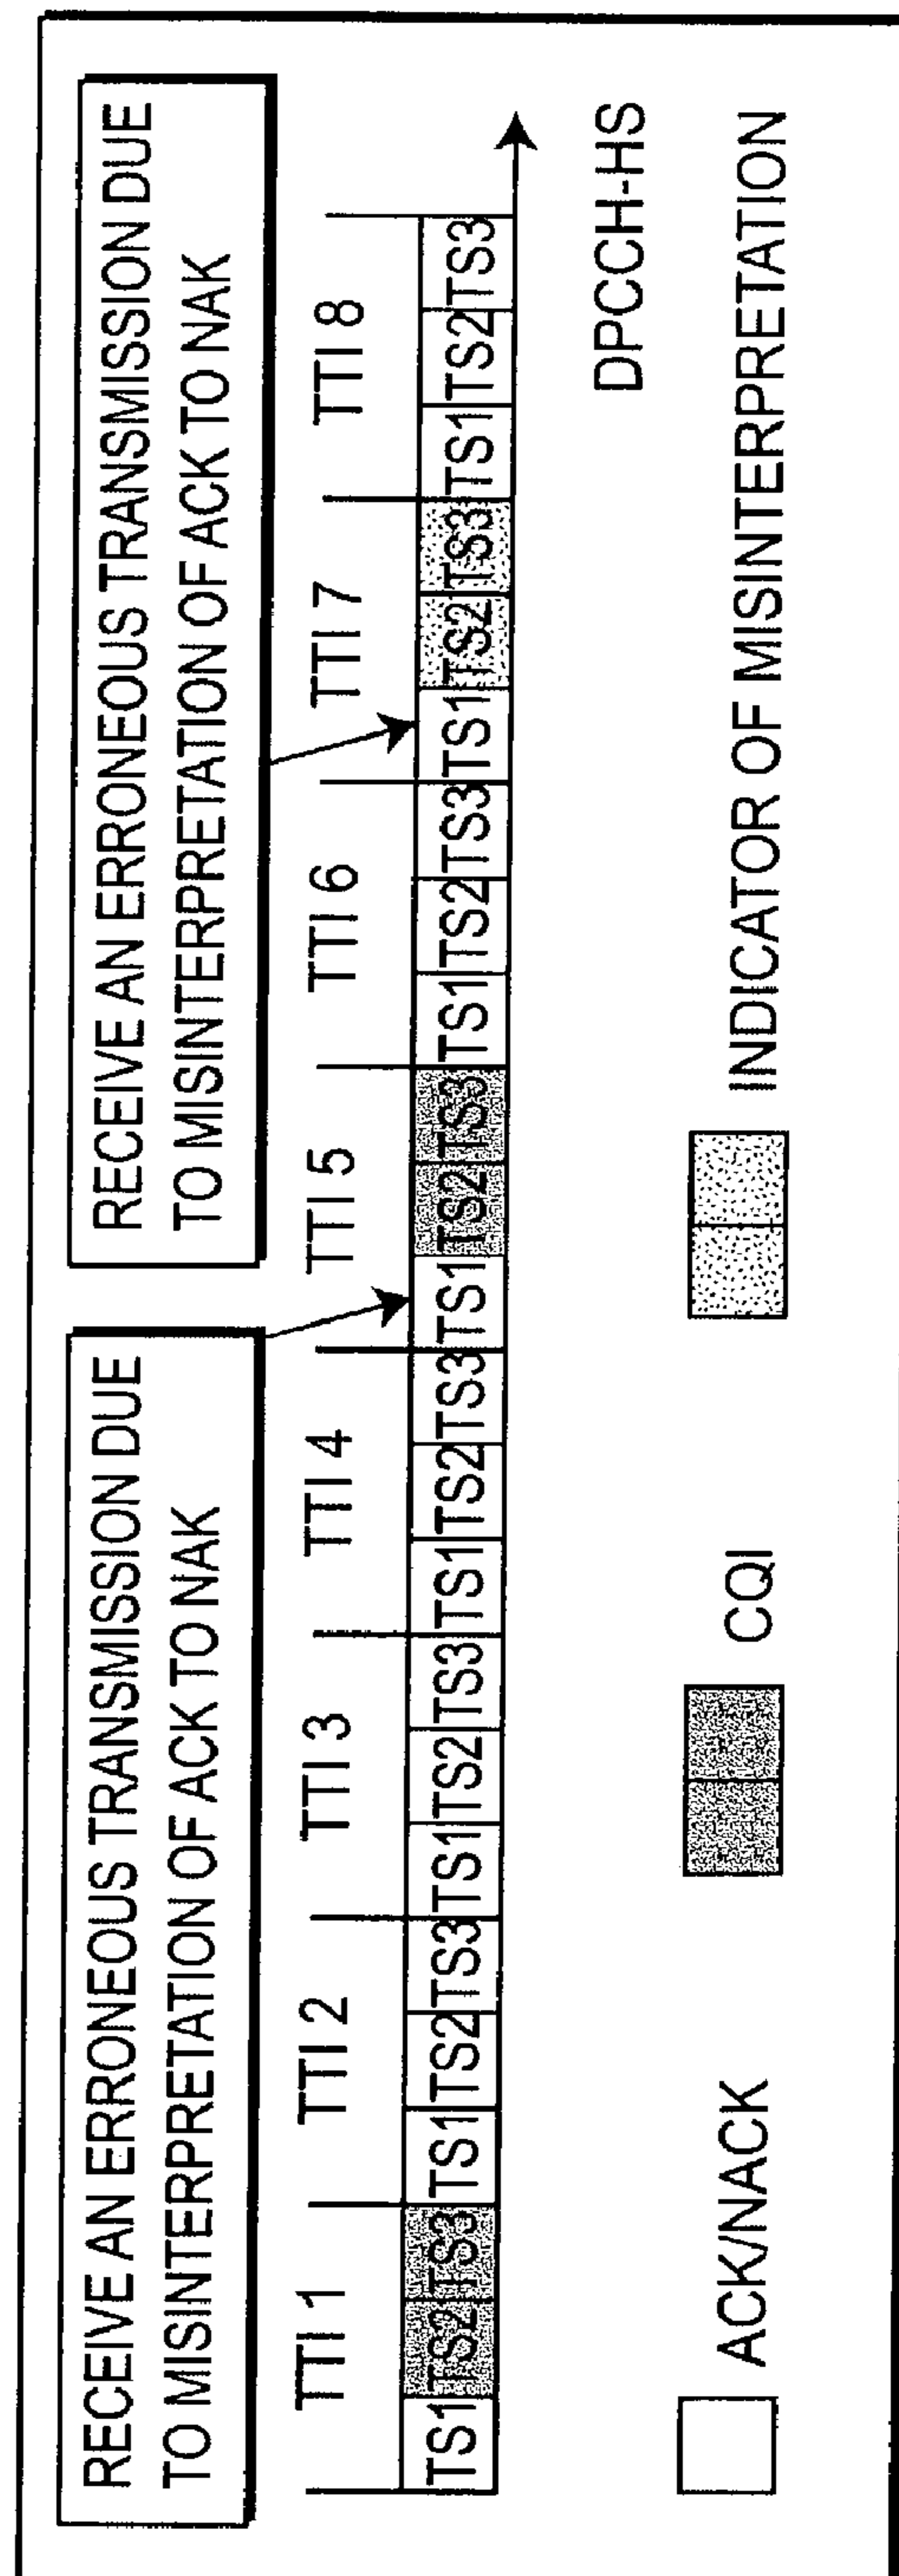 RECEIVE AN ERRONEOUS TRANSMISSION DUE
TO MISINTERPRETATION OF ACK TO NAK
RECEIVE AN ERRONEOUS TRANSMISSION DUE
TO MISINTERPRETATION OF ACK TO NAK
TTI 1 TTI 2 TTI 3 TTI 4 TTI 5 TTI 6 TTI 7 TTI 8
TS1 TS2 TS3 TS1 TS2 TS3 TS1 TS2 TS3 TS1 TS2 TS3 TS1 TS2 TS3 TS1 TS2 TS3 TS1 TS2 TS3 TS1 TS2 TS3
DPCCH-HS
ACK/NACK CQI INDICATOR OF MISINTERPRETATION